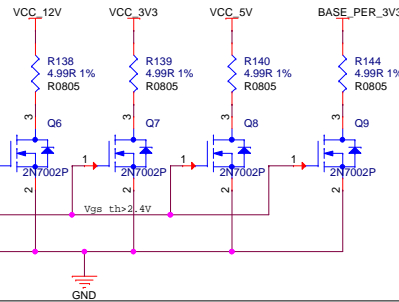 VCC_12V VCC_3V3 VCC_5V BASE_PER_3V3
R138 R139 R140 R144
4.99R 1% 4.99R 1% 4.99R 1% 4.99R 1%
R0805 R0805 R0805 R0805
3 Q6 3 Q7 3 Q8 3 Q9
1 1 1
2N7002P 2N7002P 2N7002P 2N7002P
2 2 2 2
Vgs th>2.4V
GND